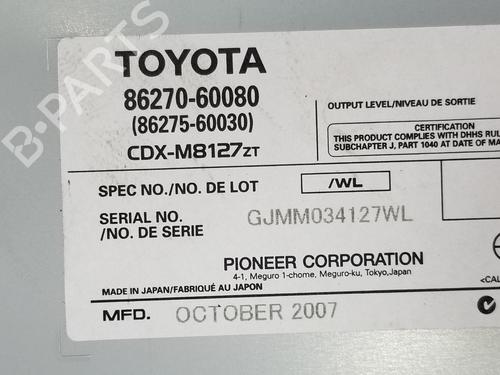 B-PARTS
TOYOTA
86270-60080
(86275-60030)
CDX-M8127ZT
OUTPUT LEVEL/NIVEAU DE SORTIE
CERTIFICATION
THIS PRODUCT COMPLIES WITH DHHS RU
SUBCHAPTER J, PART 1040 AT DATE OF MA
SPEC NO./NO. DE LOT /WL
SERIAL NO.
/NO. DE SERIE GJMM034127WL
PIONEER CORPORATION
4-1, Meguro 1-chome, Meguro-ku, Tokyo,Japan
MADE IN JAPAN/FABRIQUÉ AU JAPON
<CAL
MFD. OCTOBER 2007